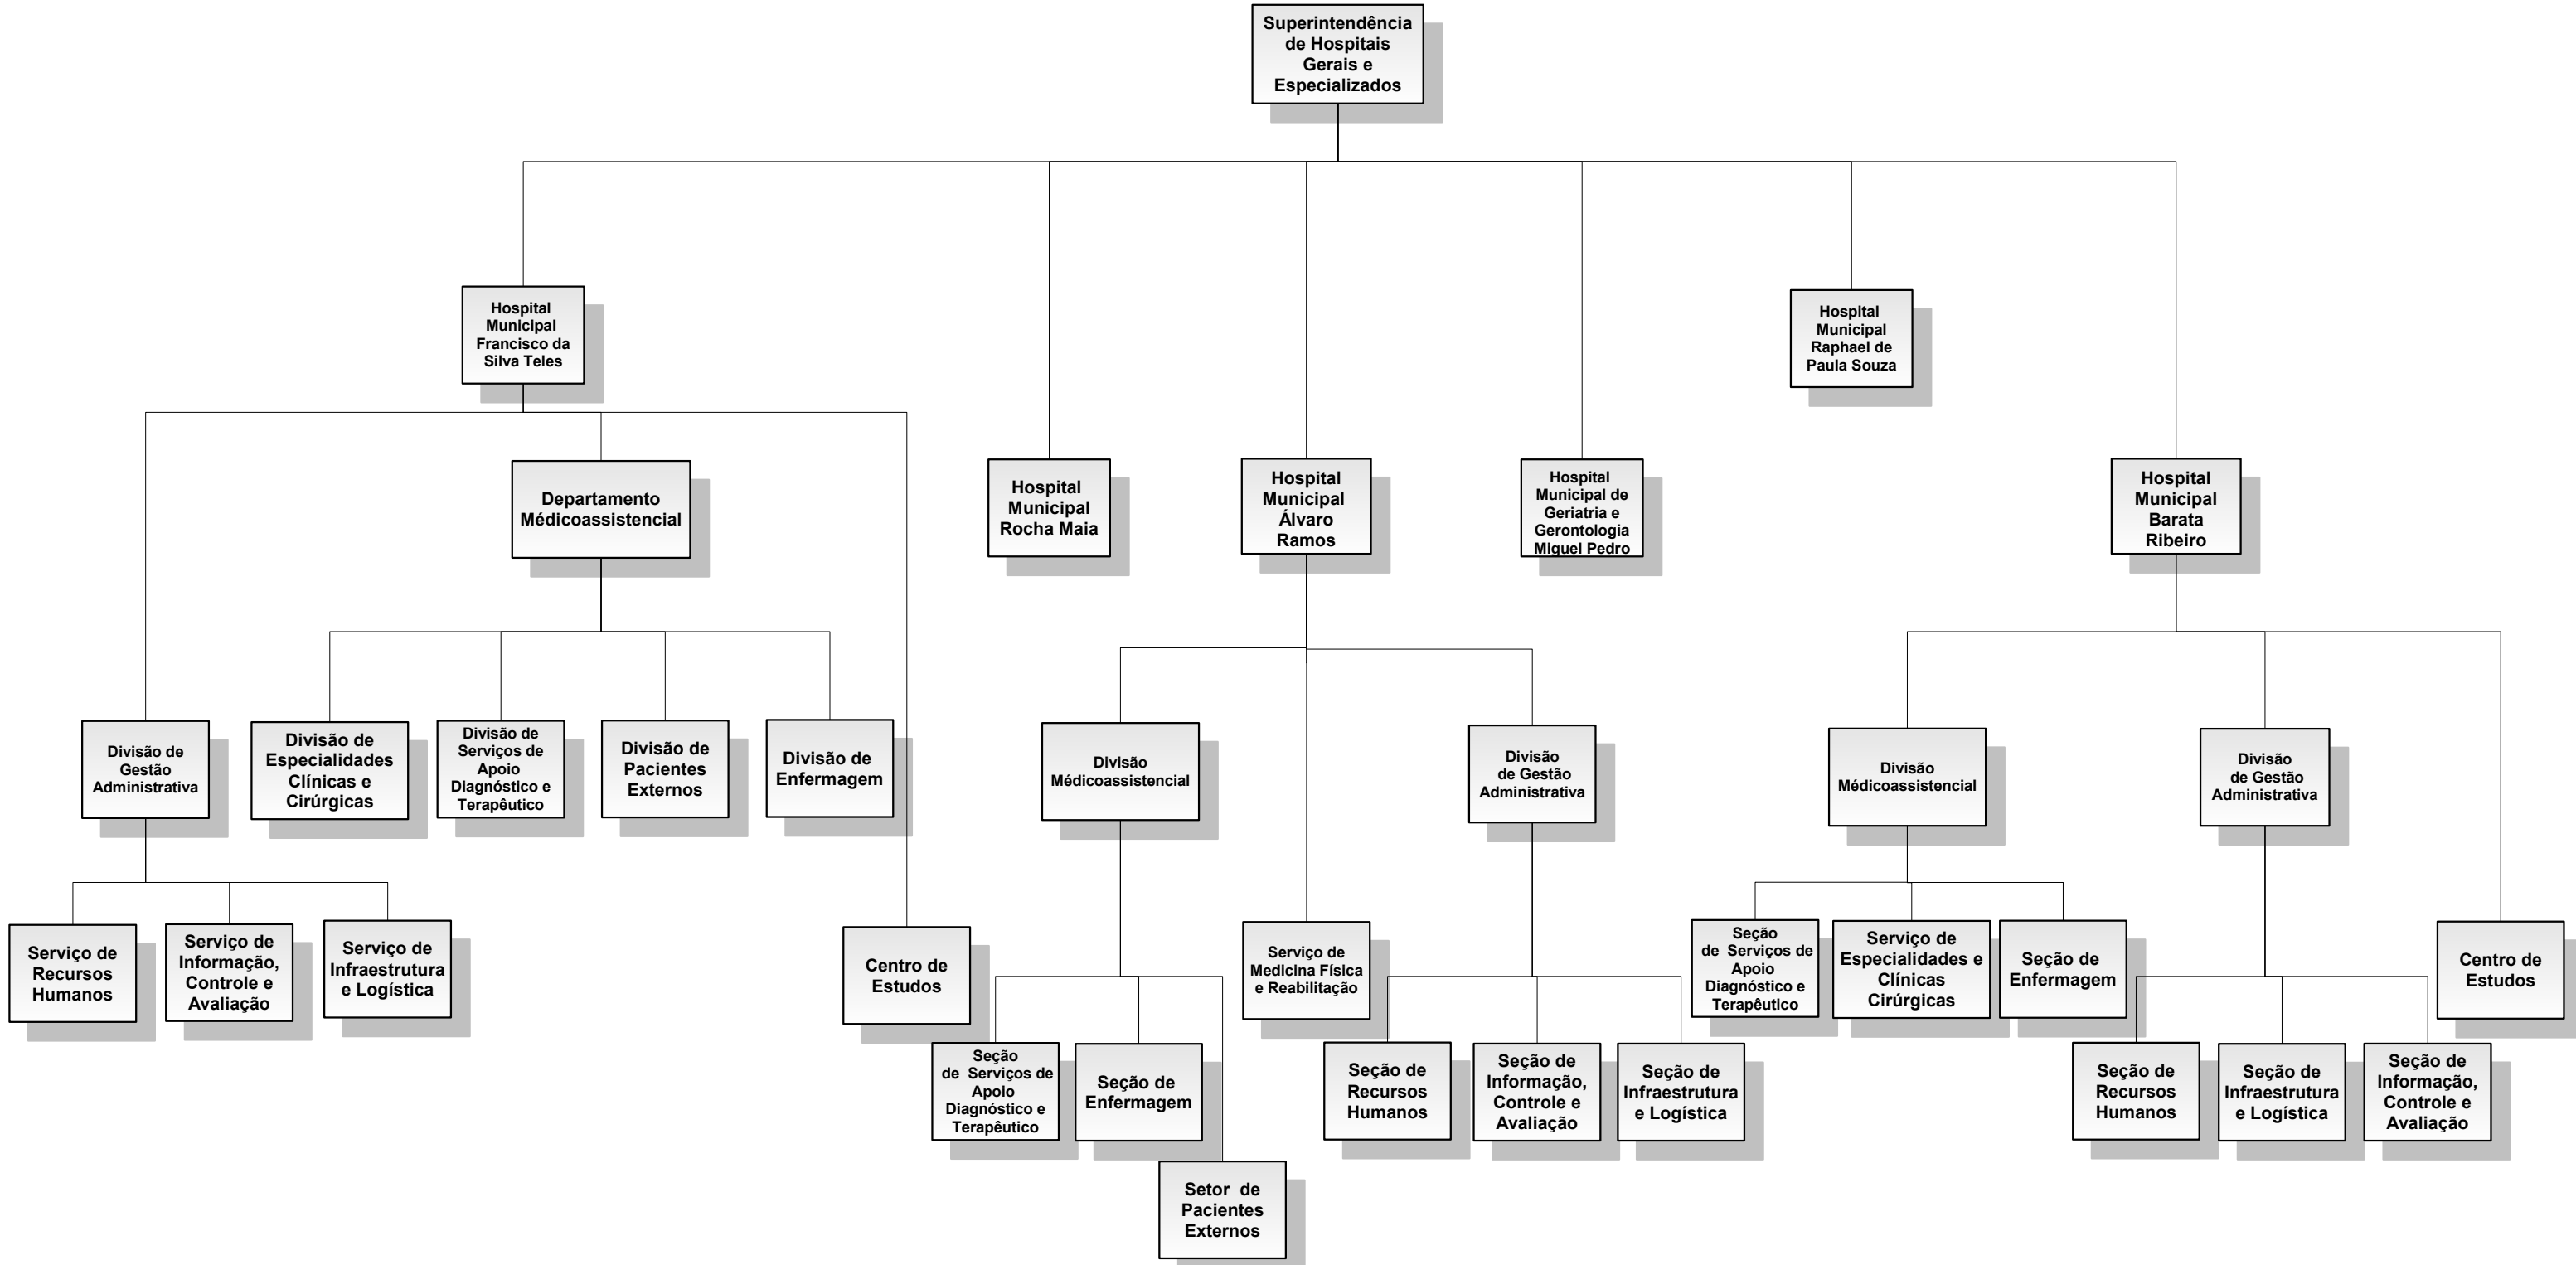 Superintendência
de Hospitais
Gerais e
Especializados
Hospital
Municipal
Francisco da
Silva Teles
Hospital
Municipal
Raphael de
Paula Souza
Departamento
Médicoassistencial
Hospital
Municipal
Rocha Maia
Hospital
Municipal
Álvaro
Ramos
Hospital
Municipal de
Geriatria e
Gerontologia
Miguel Pedro
Hospital
Municipal
Barata
Ribeiro
Divisão de
Gestão
Administrativa
Divisão de
Especialidades
Clínicas e
Cirúrgicas
Divisão de
Serviços de
Apoio
Diagnóstico e
Terapêutico
Divisão de
Pacientes
Externos
Divisão de
Enfermagem
Divisão
Médicoassistencial
Divisão
de Gestão
Administrativa
Divisão
Médicoassistencial
Divisão
de Gestão
Administrativa
Serviço de
Recursos
Humanos
Serviço de
Informação,
Controle e
Avaliação
Serviço de
Infraestrutura
e Logística
Centro de
Estudos
Serviço de
Medicina Física
e Reabilitação
Seção
de Serviços de
Apoio
Diagnóstico e
Terapêutico
Serviço de
Especialidades e
Clínicas
Cirúrgicas
Seção de
Enfermagem
Centro de
Estudos
Seção
de Serviços de
Apoio
Diagnóstico e
Terapêutico
Seção de
Enfermagem
Seção de
Recursos
Humanos
Seção de
Informação,
Controle e
Avaliação
Seção de
Infraestrutura
e Logística
Seção de
Recursos
Humanos
Seção de
Infraestrutura
e Logística
Seção de
Informação,
Controle e
Avaliação
Setor de
Pacientes
Externos